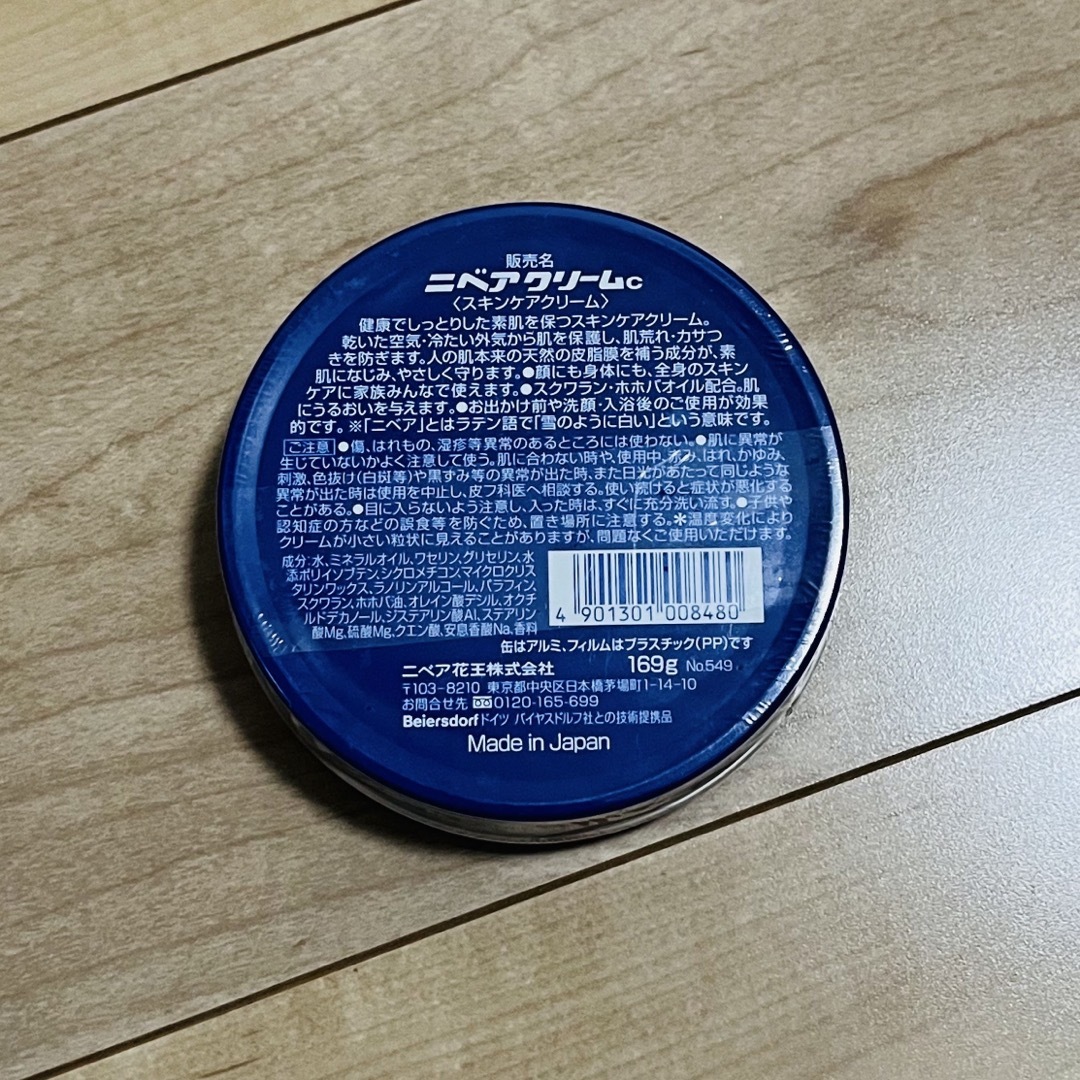 販売名
ニベアクリームc
〈スキンケアクリーム〉
健康でしっとりした素肌を保つスキンケアクリーム。
乾いた空気・冷たい外気から肌を保護し、肌荒れ・カサつ
きを防ぎます。人の肌本来の天然の皮脂膜を補う成分が、素
肌になじみ、やさしく守ります。●顔にも身体にも、全身のスキン
ケアに家族みんなで使えます。●スクワラン・ホホバオイル配合。肌
にうるおいを与えます。●お出かけ前や洗顔・入浴後のご使用が効果
的です。※「ニベア」とはラテン語で「雪のように白い」という意味です。
ご注意 ●傷、はれもの、湿疹等異常のあるところには使わない。●肌に異常が
生じていないかよく注意して使う。肌に合わない時や、使用中、赤み、はれ、かゆみ、
刺激、色抜け(白斑等)や黒ずみ等の異常が出た時、また日光があたって同じような
異常が出た時は使用を中止し、皮フ科医へ相談する。使い続けると症状が悪化する
ことがある。●目に入らないよう注意し、入った時は、すぐに充分洗い流す。●子供や
認知症の方などの誤食等を防ぐため、置き場所に注意する。＊温度変化により
クリームが小さい粒状に見えることがありますが、問題なくご使用いただけます。
成分:水、ミネラルオイル、ワセリン、グリセリン、水
添ポリイソブテン、シクロメチコン、マイクロクリス
タリンワックス、ラノリンアルコール、パラフィン、
スクワラン、ホホバ油、オレイン酸デシル、オクチ
ルドデカノール、ジステアリン酸Al、ステアリン
酸Mg、硫酸Mg、クエン酸、安息香酸Na、香料
4 901301 008480
缶はアルミ、フィルムはプラスチック(PP)です
ニベア花王株式会社 169g No.549
〒103-8210 東京都中央区日本橋茅場町1-14-10
お問合せ先 0120-165-699
Beiersdorf ドイツ バイヤスドルフ社との技術提携品
Made in Japan